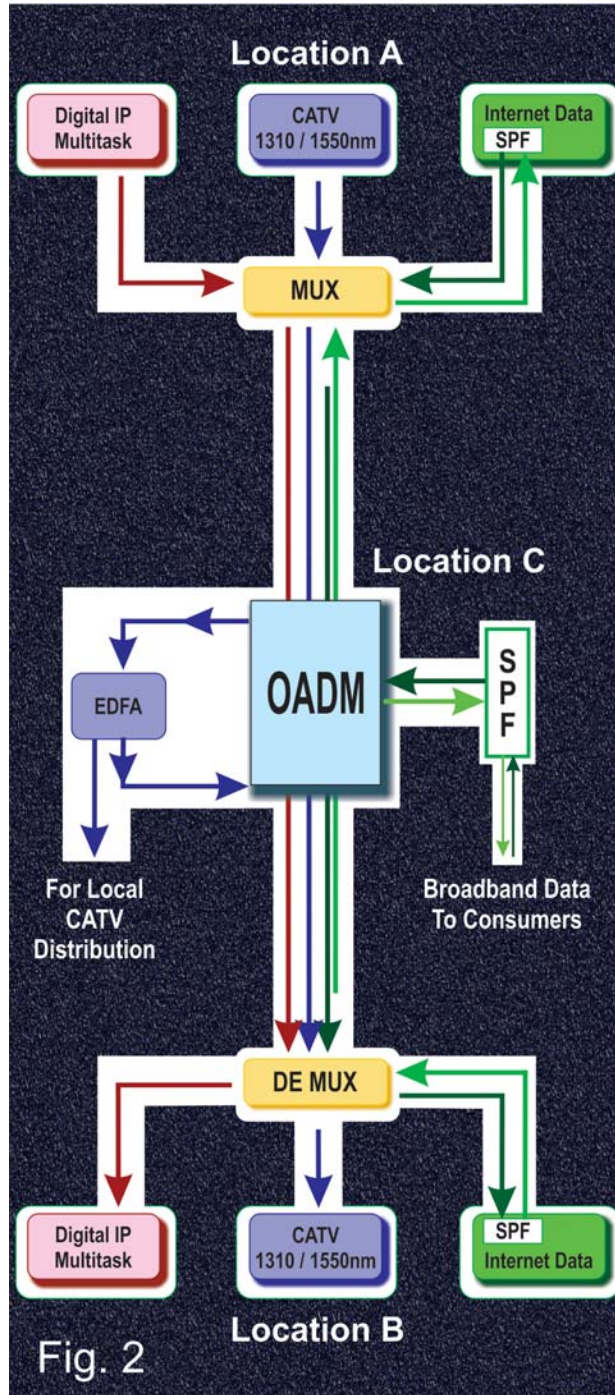 Location A
Digital IP
Multitask
CATV
1310 / 1550nm
Internet Data
SPF
MUX
Location C
OADM
EDFA
SPF
For Local
CATV
Distribution
Broadband Data
To Consumers
DE MUX
Digital IP
Multitask
CATV
1310 / 1550nm
SPF
Internet Data
Location B
Fig. 2